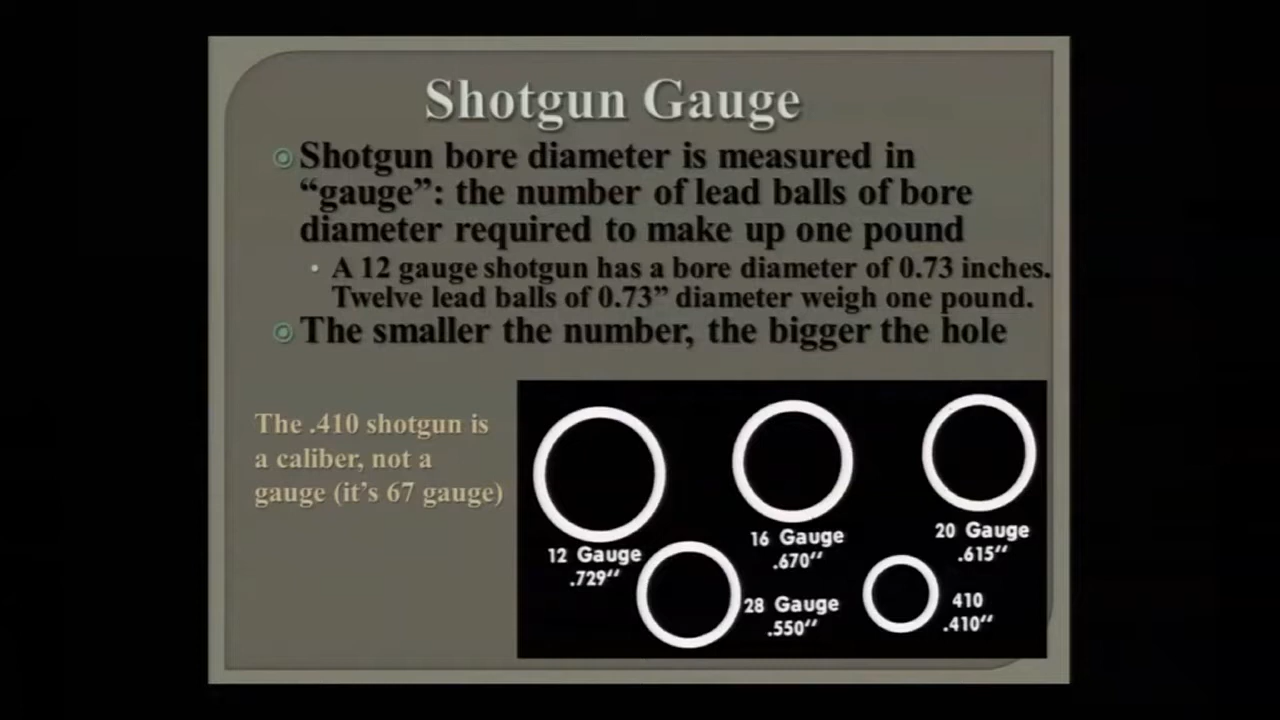 Shotgun Gauge
Shotgun bore diameter is measured in
“gauge”: the number of lead balls of bore
diameter required to make up one pound
A 12 gauge shotgun has a bore diameter of 0.73 inches.
Twelve lead balls of 0.73” diameter weigh one pound.
The smaller the number, the bigger the hole
The .410 shotgun is
a caliber, not a
gauge (it’s 67 gauge)
12 Gauge
.729“
16 Gauge
.670“
20 Gauge
.615“
28 Gauge
.550“
410
.410“